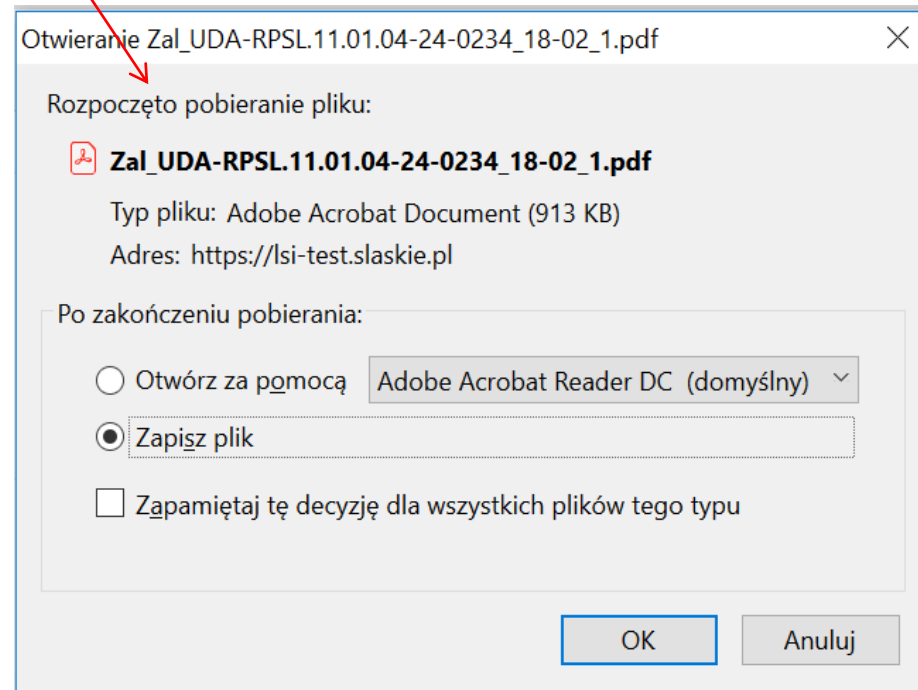 Otwieranie Zal_UDA-RPSL.11.01.04-24-0234_18-02_1.pdf
Rozpoczęto pobieranie pliku:
Zal_UDA-RPSL.11.01.04-24-0234_18-02_1.pdf
Typ pliku: Adobe Acrobat Document (913 KB)
Adres: https://lsi-test.slaskie.pl
Po zakończeniu pobierania:
Otwórz za pomocą Adobe Acrobat Reader DC (domyślny)
Zapisz plik
Zapamiętaj tę decyzję dla wszystkich plików tego typu
OK Anuluj